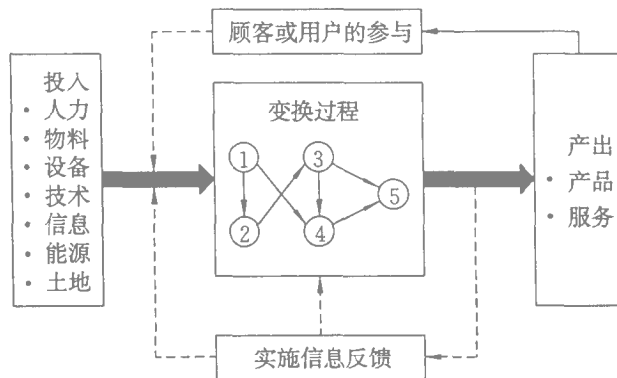 顾客或用户的参与
投入
• 人力
• 物料
• 设备
• 技术
• 信息
• 能源
• 土地
变换过程
1
3
5
2
4
产出
• 产品
• 服务
实施信息反馈